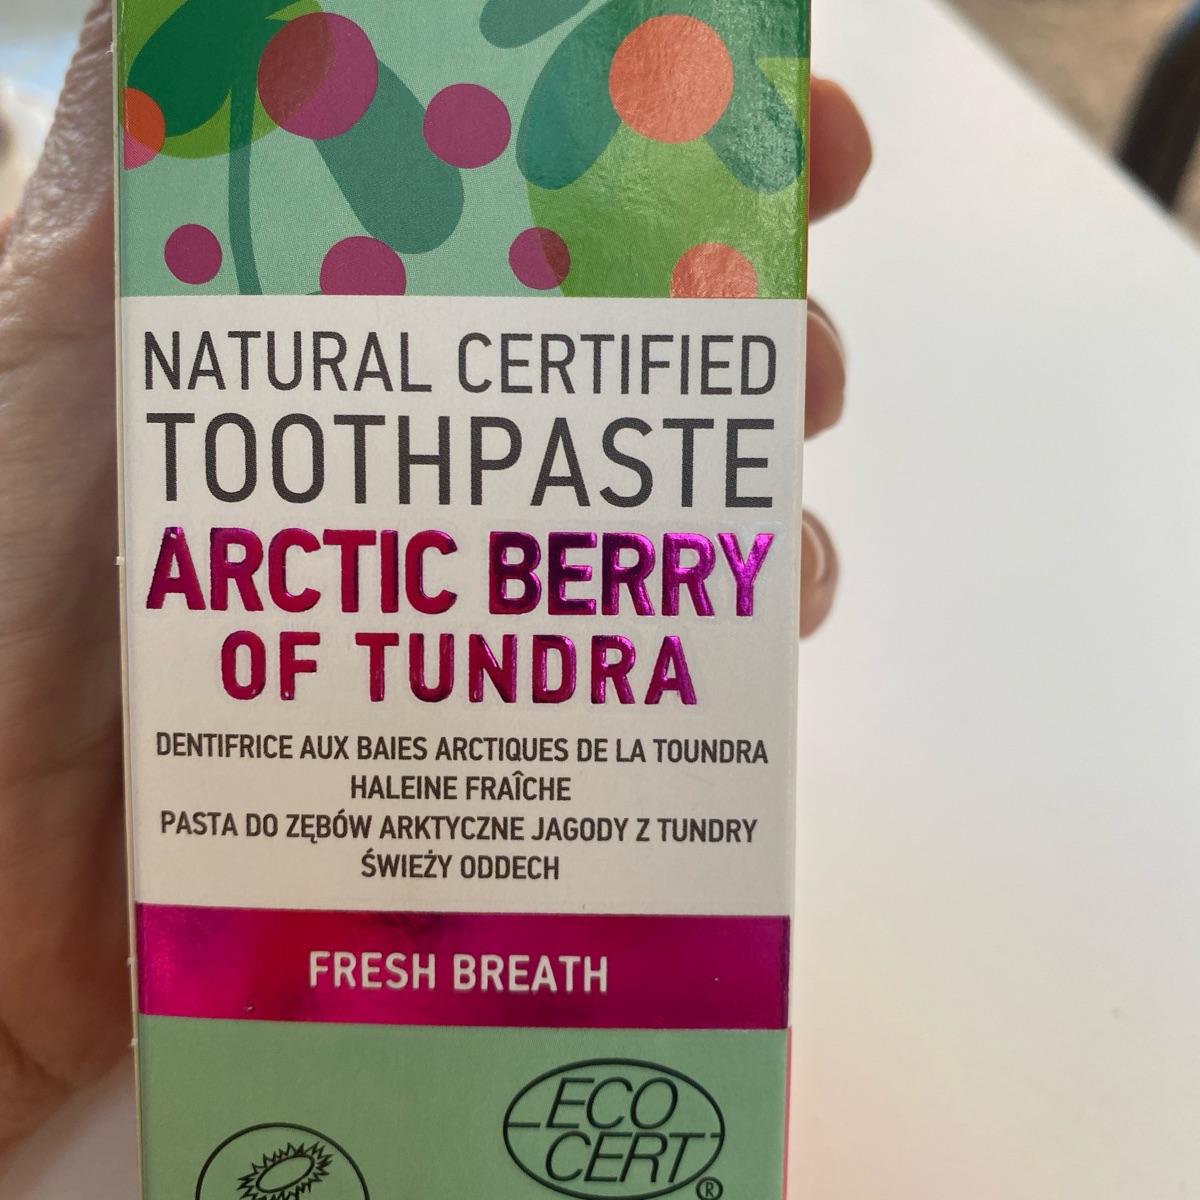 NATURAL CERTIFIED
TOOTHPASTE
ARCTIC BERRY
OF TUNDRA
DENTIFRICE AUX BAIES ARCTIQUES DE LA TOUNDRA
HALEINE FRAÎCHE
PASTA DO ZĘBÓW ARKTYCZNE JAGODY Z TUNDRY
ŚWIEŻY ODDECH
FRESH BREATH
ECO
CERT
®